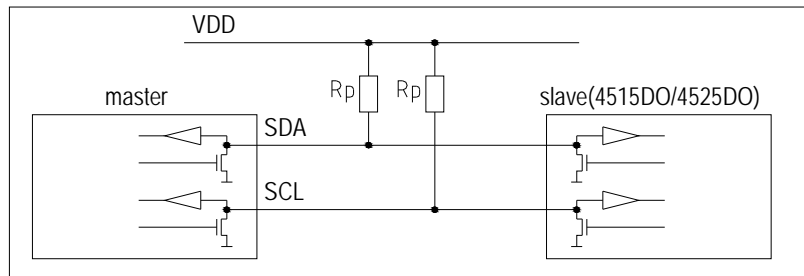 VDD
Rp Rp
master slave(4515DO/4525DO)
SDA
SCL